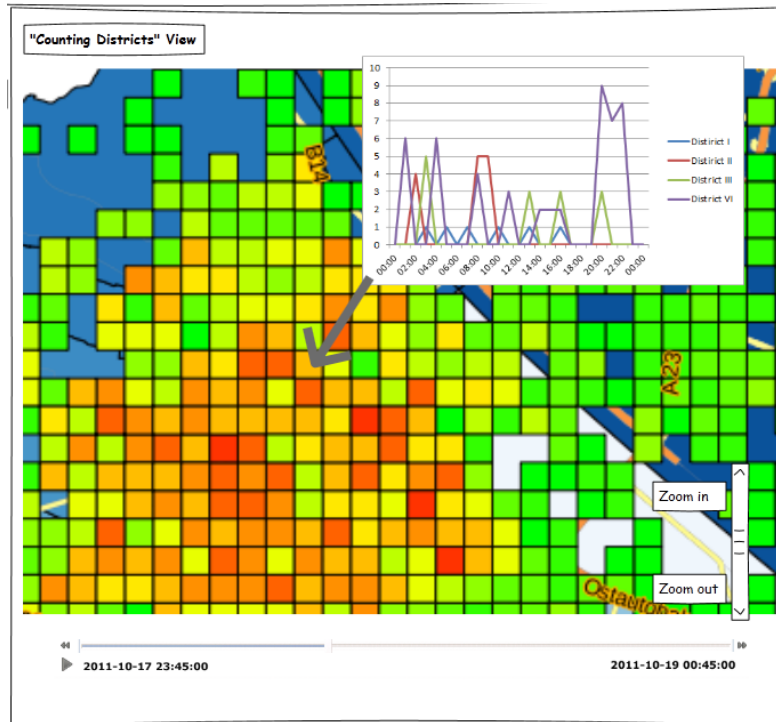 "Counting Districts" View
10
9
8
7
6
5
4
3
2
1
0
00:00 02:00 04:00 06:00 08:00 10:00 12:00 14:00 16:00 18:00 20:00 22:00 00:00
Distirict I
District II
District III
District VI
B14
A23
Zoom in
Zoom out
2011-10-17 23:45:00
2011-10-19 00:45:00